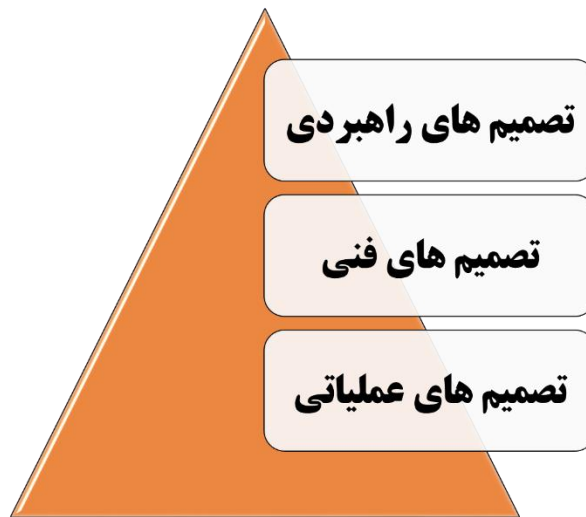 تصمیم های راهبردی
تصمیم های فنی
تصمیم های عملیاتی